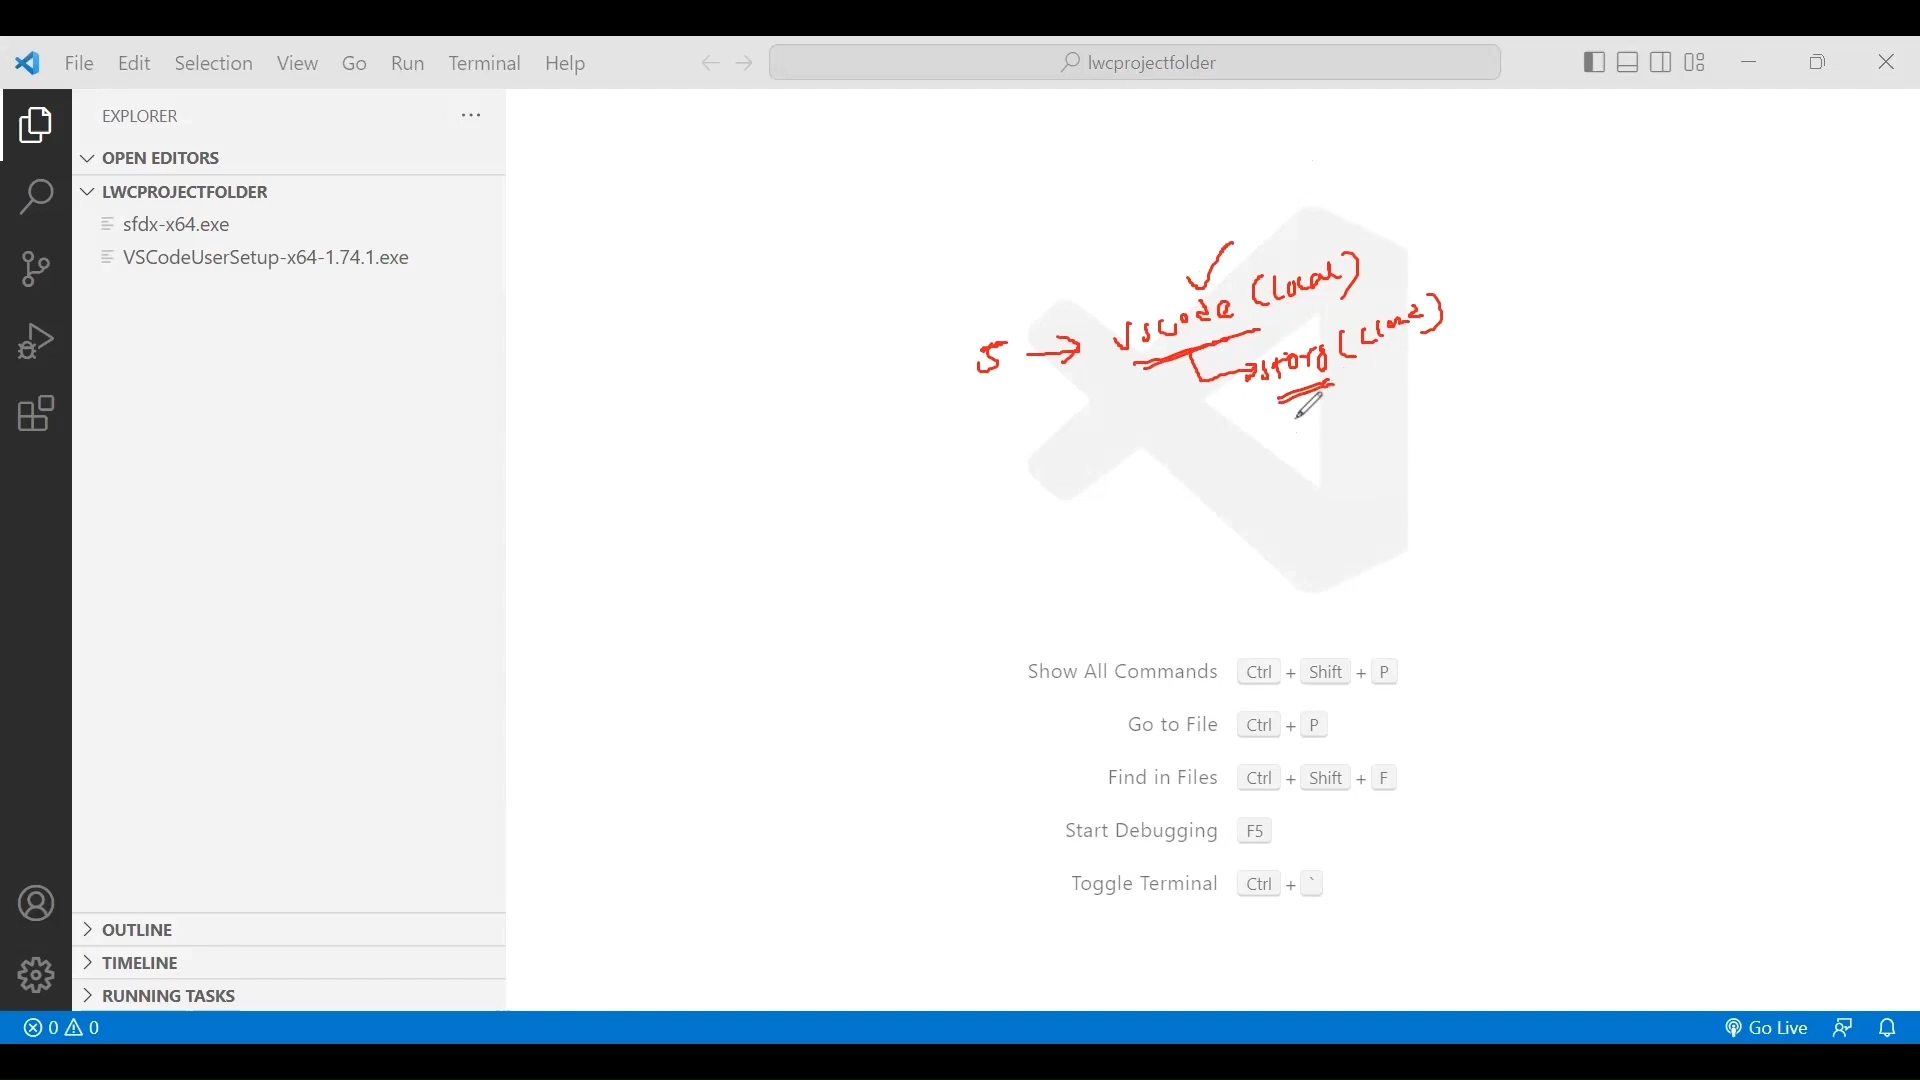 File Edit Selection View Go Run Terminal Help
lwcprojectfolder
EXPLORER
OPEN EDITORS
LWCPROJECTFOLDER
sfdx-x64.exe
VSCodeUserSetup-x64-1.74.1.exe
5 → VSCode (Local)
Show All Commands Ctrl + Shift + P
Go to File Ctrl + P
Find in Files Ctrl + Shift + F
Start Debugging F5
Toggle Terminal Ctrl + `
OUTLINE
TIMELINE
RUNNING TASKS
0 0 Go Live